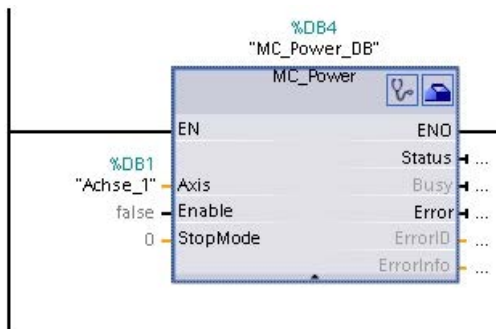 %DB4
"MC_Power_DB"
MC_Power
EN
ENO
Status ...
%DB1
"Achse_1" Axis
Busy ...
false Enable
Error ...
0 StopMode
ErrorID ...
ErrorInfo ...